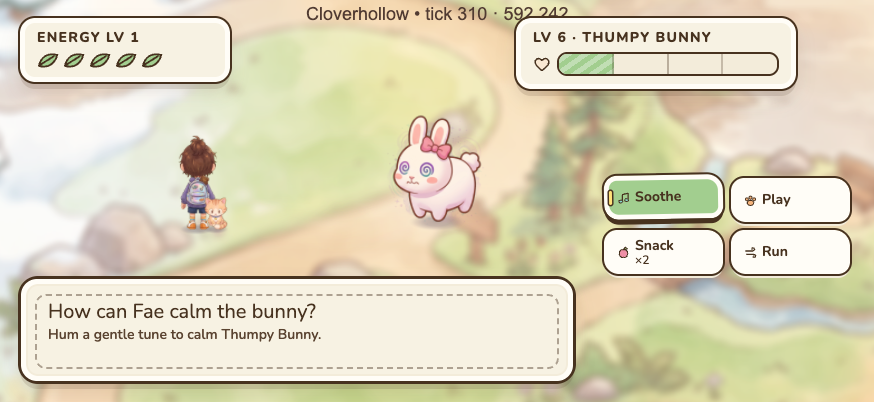 Cloverhollow • tick 310 · 592,242
ENERGY LV 1
LV 6 · THUMPY BUNNY
Soothe
Play
Snack
×2
Run
How can Fae calm the bunny?
Hum a gentle tune to calm Thumpy Bunny.